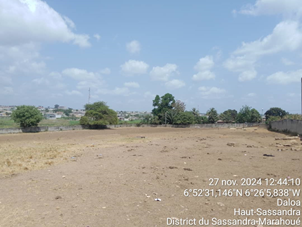 27 nov. 2024 12:44:10
6°52'31,146"N 6°26'5,838"W
Daloa
Haut-Sassandra
District du Sassandra-Marahoué